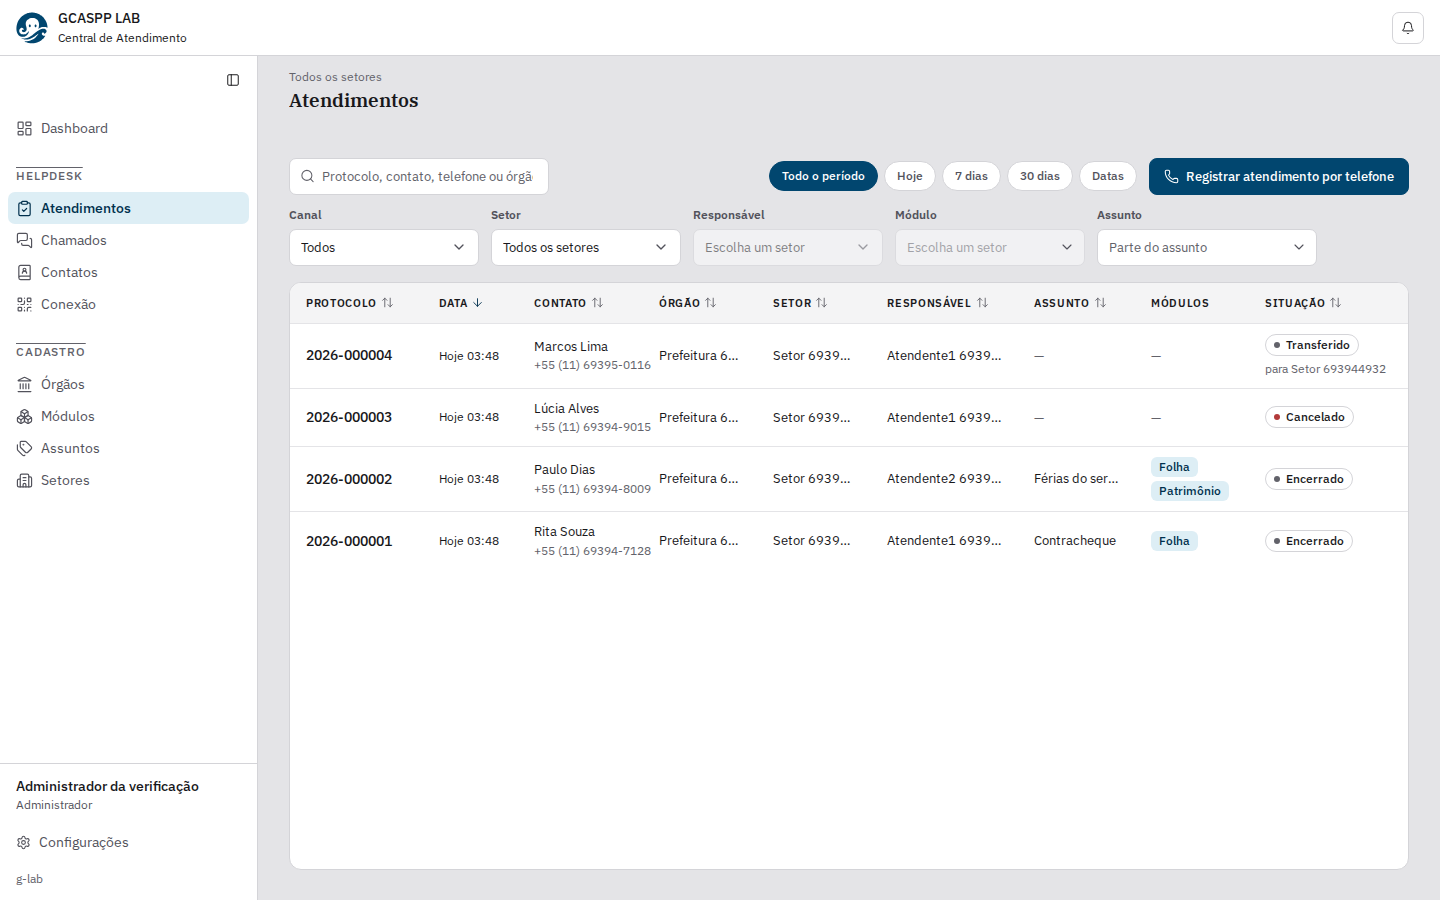 GCASPP LAB
Central de Atendimento
Dashboard
HELPDESK
Atendimentos
Chamados
Contatos
Conexão
CADASTRO
Órgãos
Módulos
Assuntos
Setores
Administrador da verificação
Administrador
Configurações
g-lab
Todos os setores
Atendimentos
Protocolo, contato, telefone ou órgã
Todo o período Hoje 7 dias 30 dias Datas Registrar atendimento por telefone
Canal Setor Responsável Módulo Assunto
Todos Todos os setores Escolha um setor Escolha um setor Parte do assunto
PROTOCOLO DATA CONTATO ÓRGÃO SETOR RESPONSÁVEL ASSUNTO MÓDULOS SITUAÇÃO
2026-000004 Hoje 03:48 Marcos Lima Prefeitura 6... Setor 6939... Atendente1 6939... — — Transferido
+55 (11) 69395-0116 para Setor 693944932
2026-000003 Hoje 03:48 Lúcia Alves Prefeitura 6... Setor 6939... Atendente1 6939... — — Cancelado
+55 (11) 69394-9015
2026-000002 Hoje 03:48 Paulo Dias Prefeitura 6... Setor 6939... Atendente2 6939... Férias do ser... Folha Encerrado
+55 (11) 69394-8009 Patrimônio
2026-000001 Hoje 03:48 Rita Souza Prefeitura 6... Setor 6939... Atendente1 6939... Contracheque Folha Encerrado
+55 (11) 69394-7128